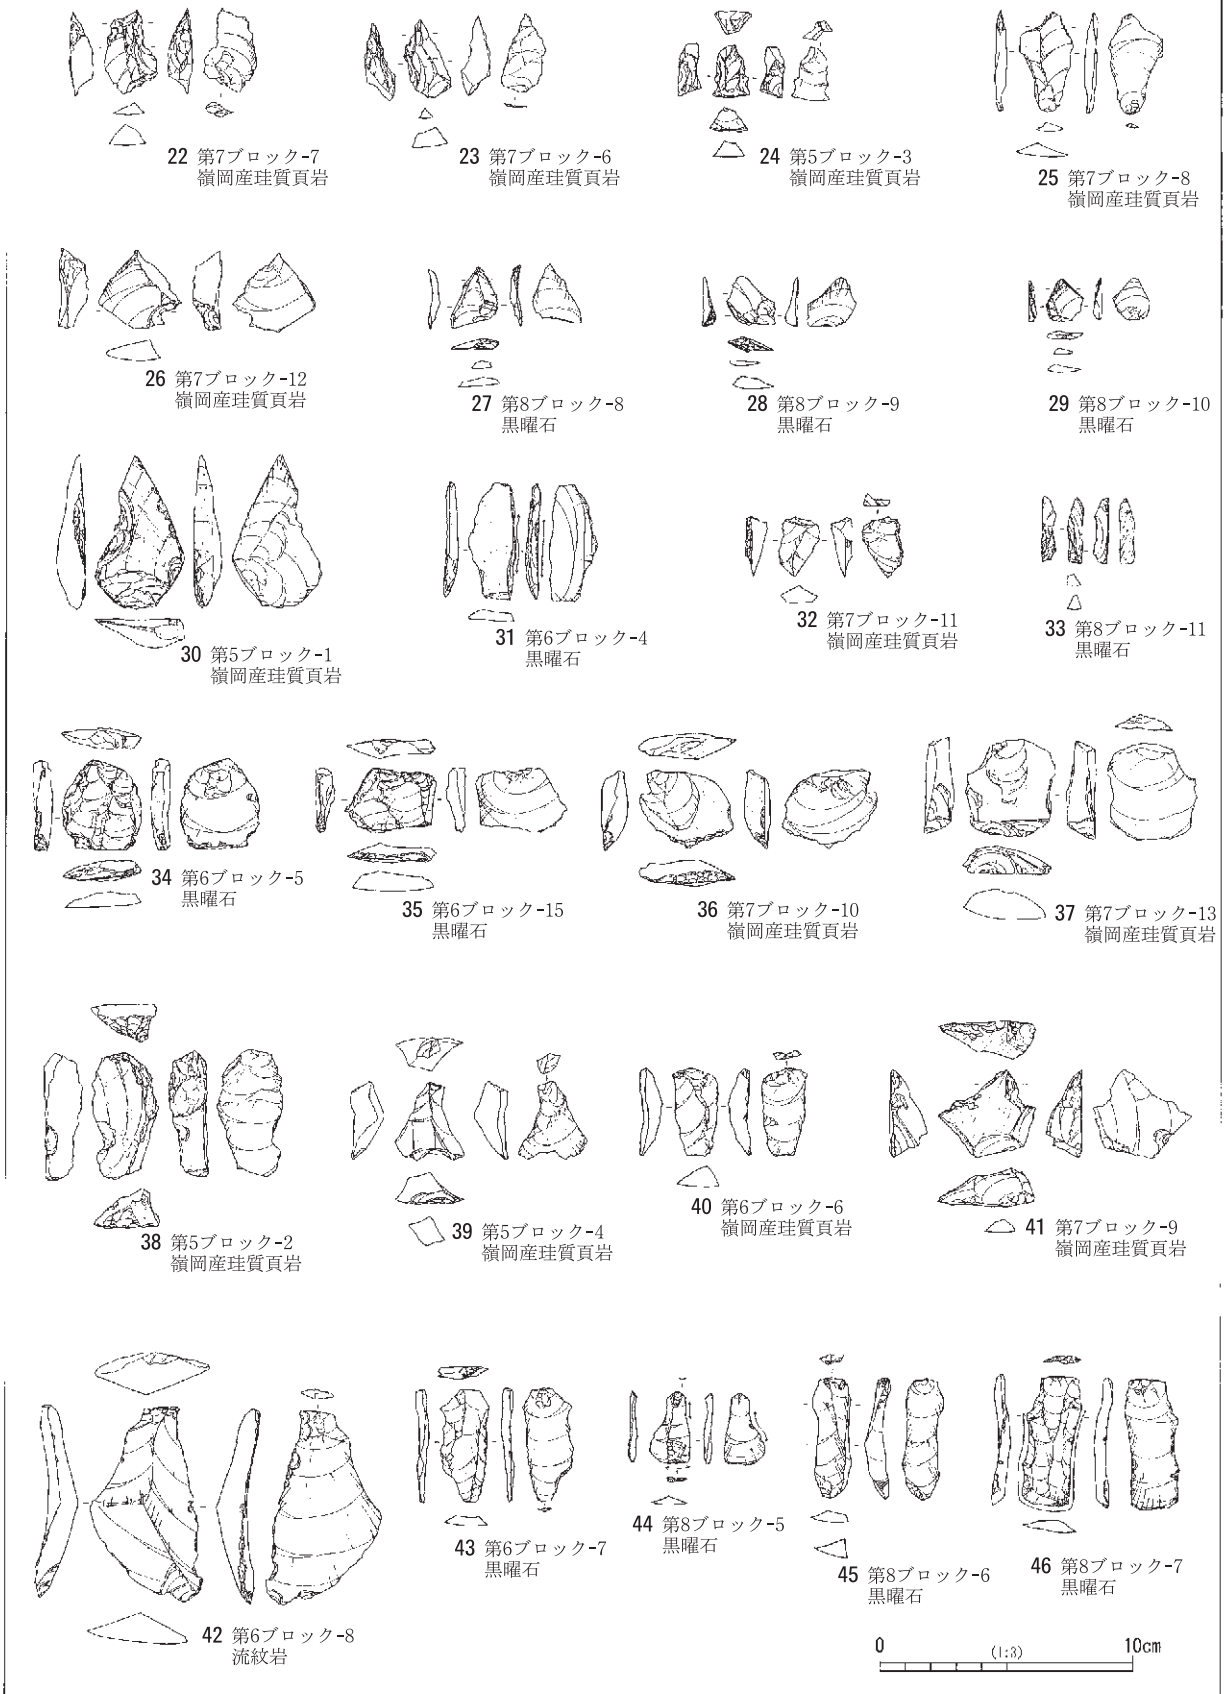 22 第7ブロック-7
嶺岡産珪質頁岩
23 第7ブロック-6
嶺岡産珪質頁岩
24 第5ブロック-3
嶺岡産珪質頁岩
25 第7ブロック-8
嶺岡産珪質頁岩
26 第7ブロック-12
嶺岡産珪質頁岩
27 第8ブロック-8
黒曜石
28 第8ブロック-9
黒曜石
29 第8ブロック-10
黒曜石
30 第5ブロック-1
嶺岡産珪質頁岩
31 第6ブロック-4
黒曜石
32 第7ブロック-11
嶺岡産珪質頁岩
33 第8ブロック-11
黒曜石
34 第6ブロック-5
黒曜石
35 第6ブロック-15
黒曜石
36 第7ブロック-10
嶺岡産珪質頁岩
37 第7ブロック-13
嶺岡産珪質頁岩
38 第5ブロック-2
嶺岡産珪質頁岩
39 第5ブロック-4
嶺岡産珪質頁岩
40 第6ブロック-6
嶺岡産珪質頁岩
41 第7ブロック-9
嶺岡産珪質頁岩
42 第6ブロック-8
流紋岩
43 第6ブロック-7
黒曜石
44 第8ブロック-5
黒曜石
45 第8ブロック-6
黒曜石
46 第8ブロック-7
黒曜石
0 (1:3) 10cm